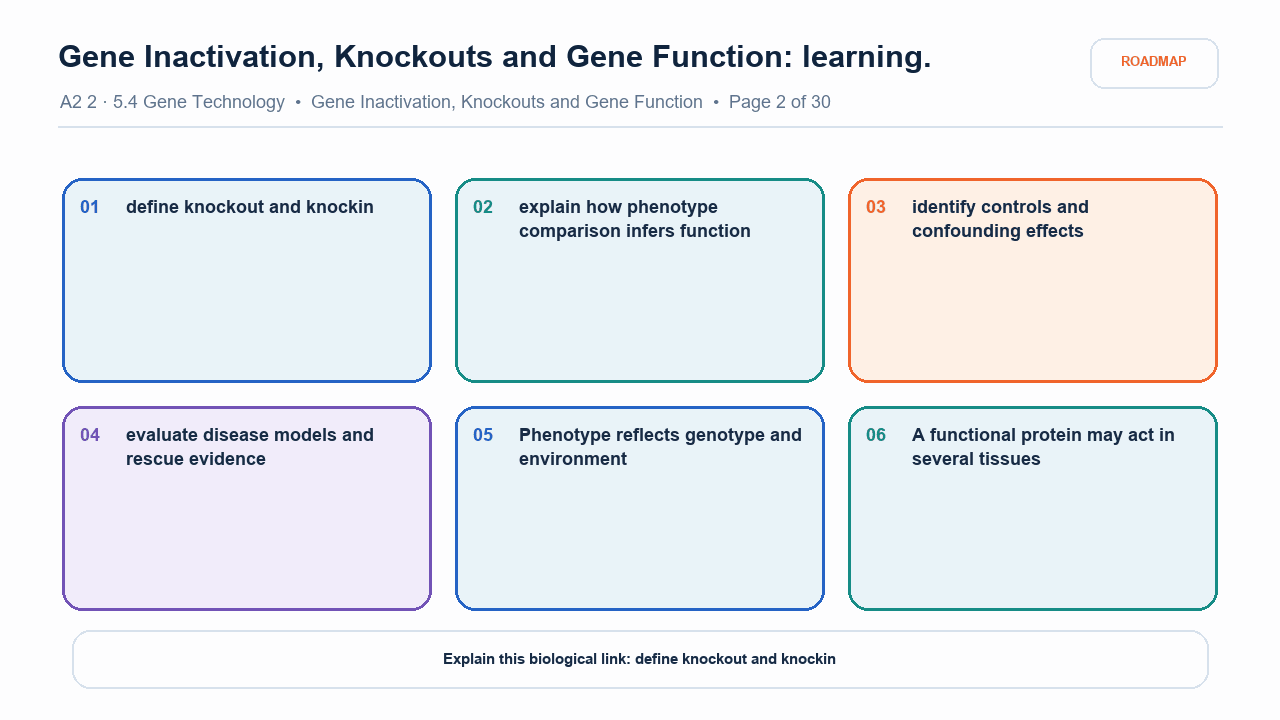 Gene Inactivation, Knockouts and Gene Function: learning.
ROADMAP
A2 2 · 5.4 Gene Technology • Gene Inactivation, Knockouts and Gene Function • Page 2 of 30
01 define knockout and knockin
02 explain how phenotype
comparison infers function
03 identify controls and
confounding effects
04 evaluate disease models and
rescue evidence
05 Phenotype reflects genotype and
environment
06 A functional protein may act in
several tissues
Explain this biological link: define knockout and knockin